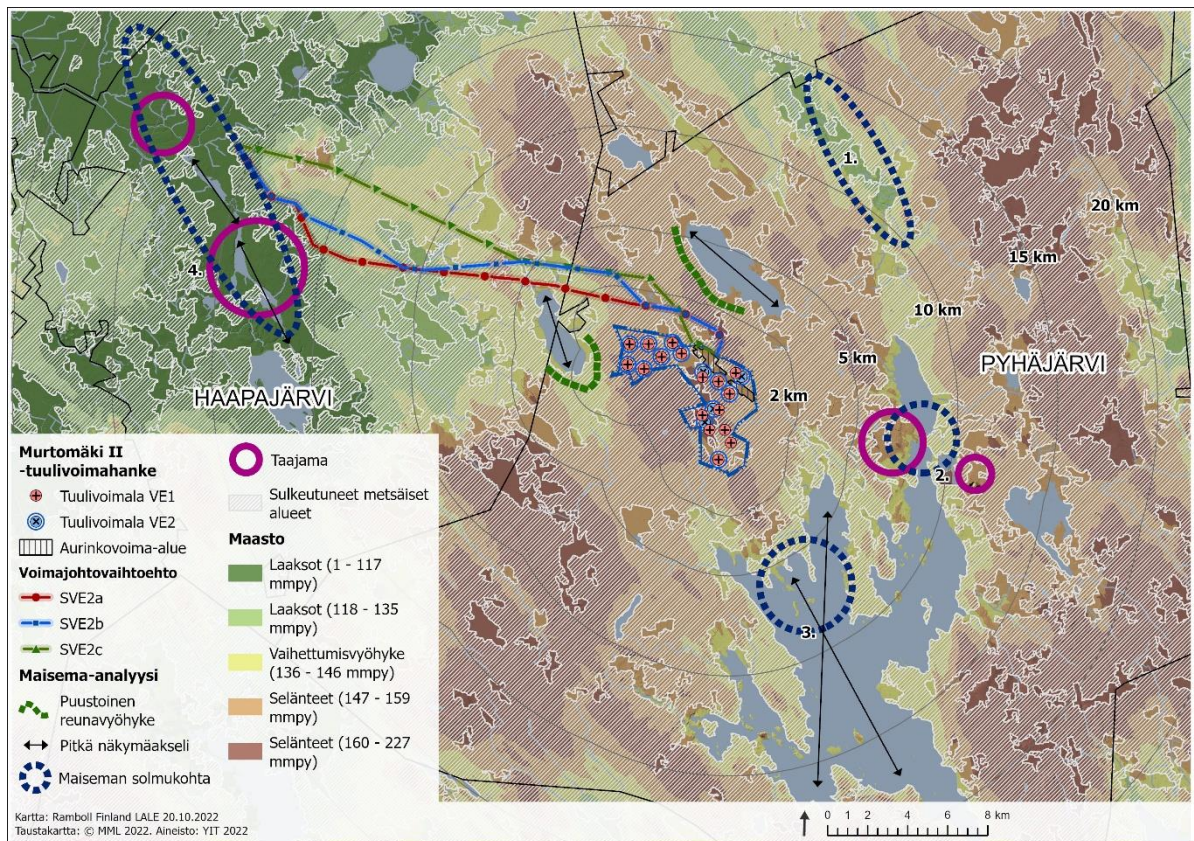 1.
20 km
15 km
4.
10 km
5 km
PYHÄJÄRVI
HAAPAJÄRVI
2 km
2.
3.
Murtomäki II
-tuulivoimahanke
Tuulivoimala VE1
Tuulivoimala VE2
Aurinkovoima-alue
Voimajohtovaihtoehto
SVE2a
SVE2b
SVE2c
Maisema-analyysi
Puustoinen
reunavyöhyke
Pitkä näkymäakseli
Maiseman solmukohta
Taajama
Sulkeutuneet metsäiset
alueet
Maasto
Laaksot (1 - 117
mmpy)
Laaksot (118 - 135
mmpy)
Vaihettumisvyöhyke
(136 - 146 mmpy)
Selänteet (147 - 159
mmpy)
Selänteet (160 - 227
mmpy)
Kartta: Ramboll Finland LALE 20.10.2022
Taustakartta: © MML 2022. Aineisto: YIT 2022
0 1 2 4 6 8 km